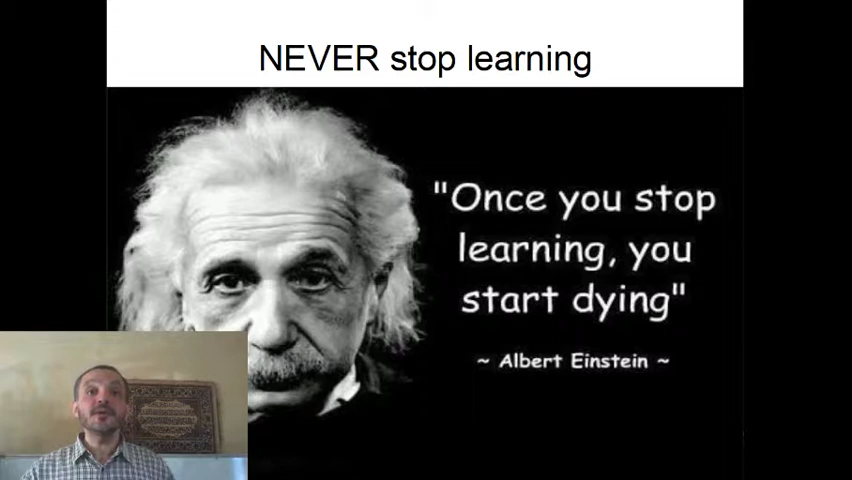 NEVER stop learning
"Once you stop
learning, you
start dying"
~ Albert Einstein ~